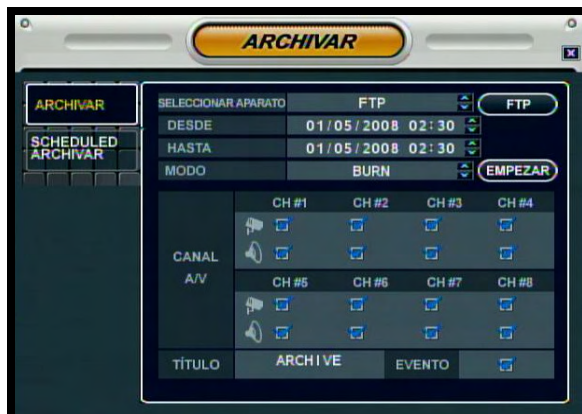 ARCHIVAR
ARCHIVAR
SCHEDULED
ARCHIVAR
SELECCIONAR APARATO FTP FTP
DESDE 01/05/2008 02:30
HASTA 01/05/2008 02:30
MODO BURN EMPEZAR
CH #1 CH #2 CH #3 CH #4
CANAL
A/V
CH #5 CH #6 CH #7 CH #8
TÍTULO ARCHIVE EVENTO